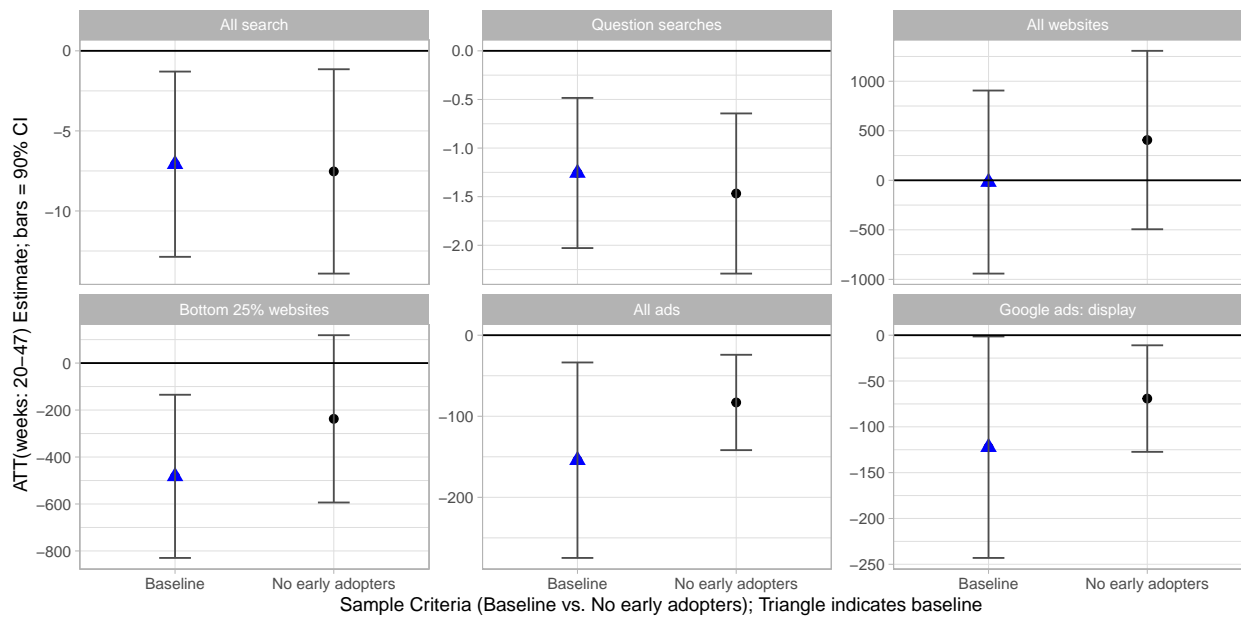 All search
Question searches
All websites
0
−5
−10
0.0
−0.5
−1.0
−1.5
−2.0
1000
500
0
−500
−1000
Bottom 25% websites
All ads
Google ads: display
0
−200
−400
−600
−800
0
−100
−200
0
−50
−100
−150
−200
−250
Baseline
No early adopters
Baseline
No early adopters
Baseline
No early adopters
ATT(weeks: 20−47) Estimate; bars = 90% CI
Sample Criteria (Baseline vs. No early adopters); Triangle indicates baseline